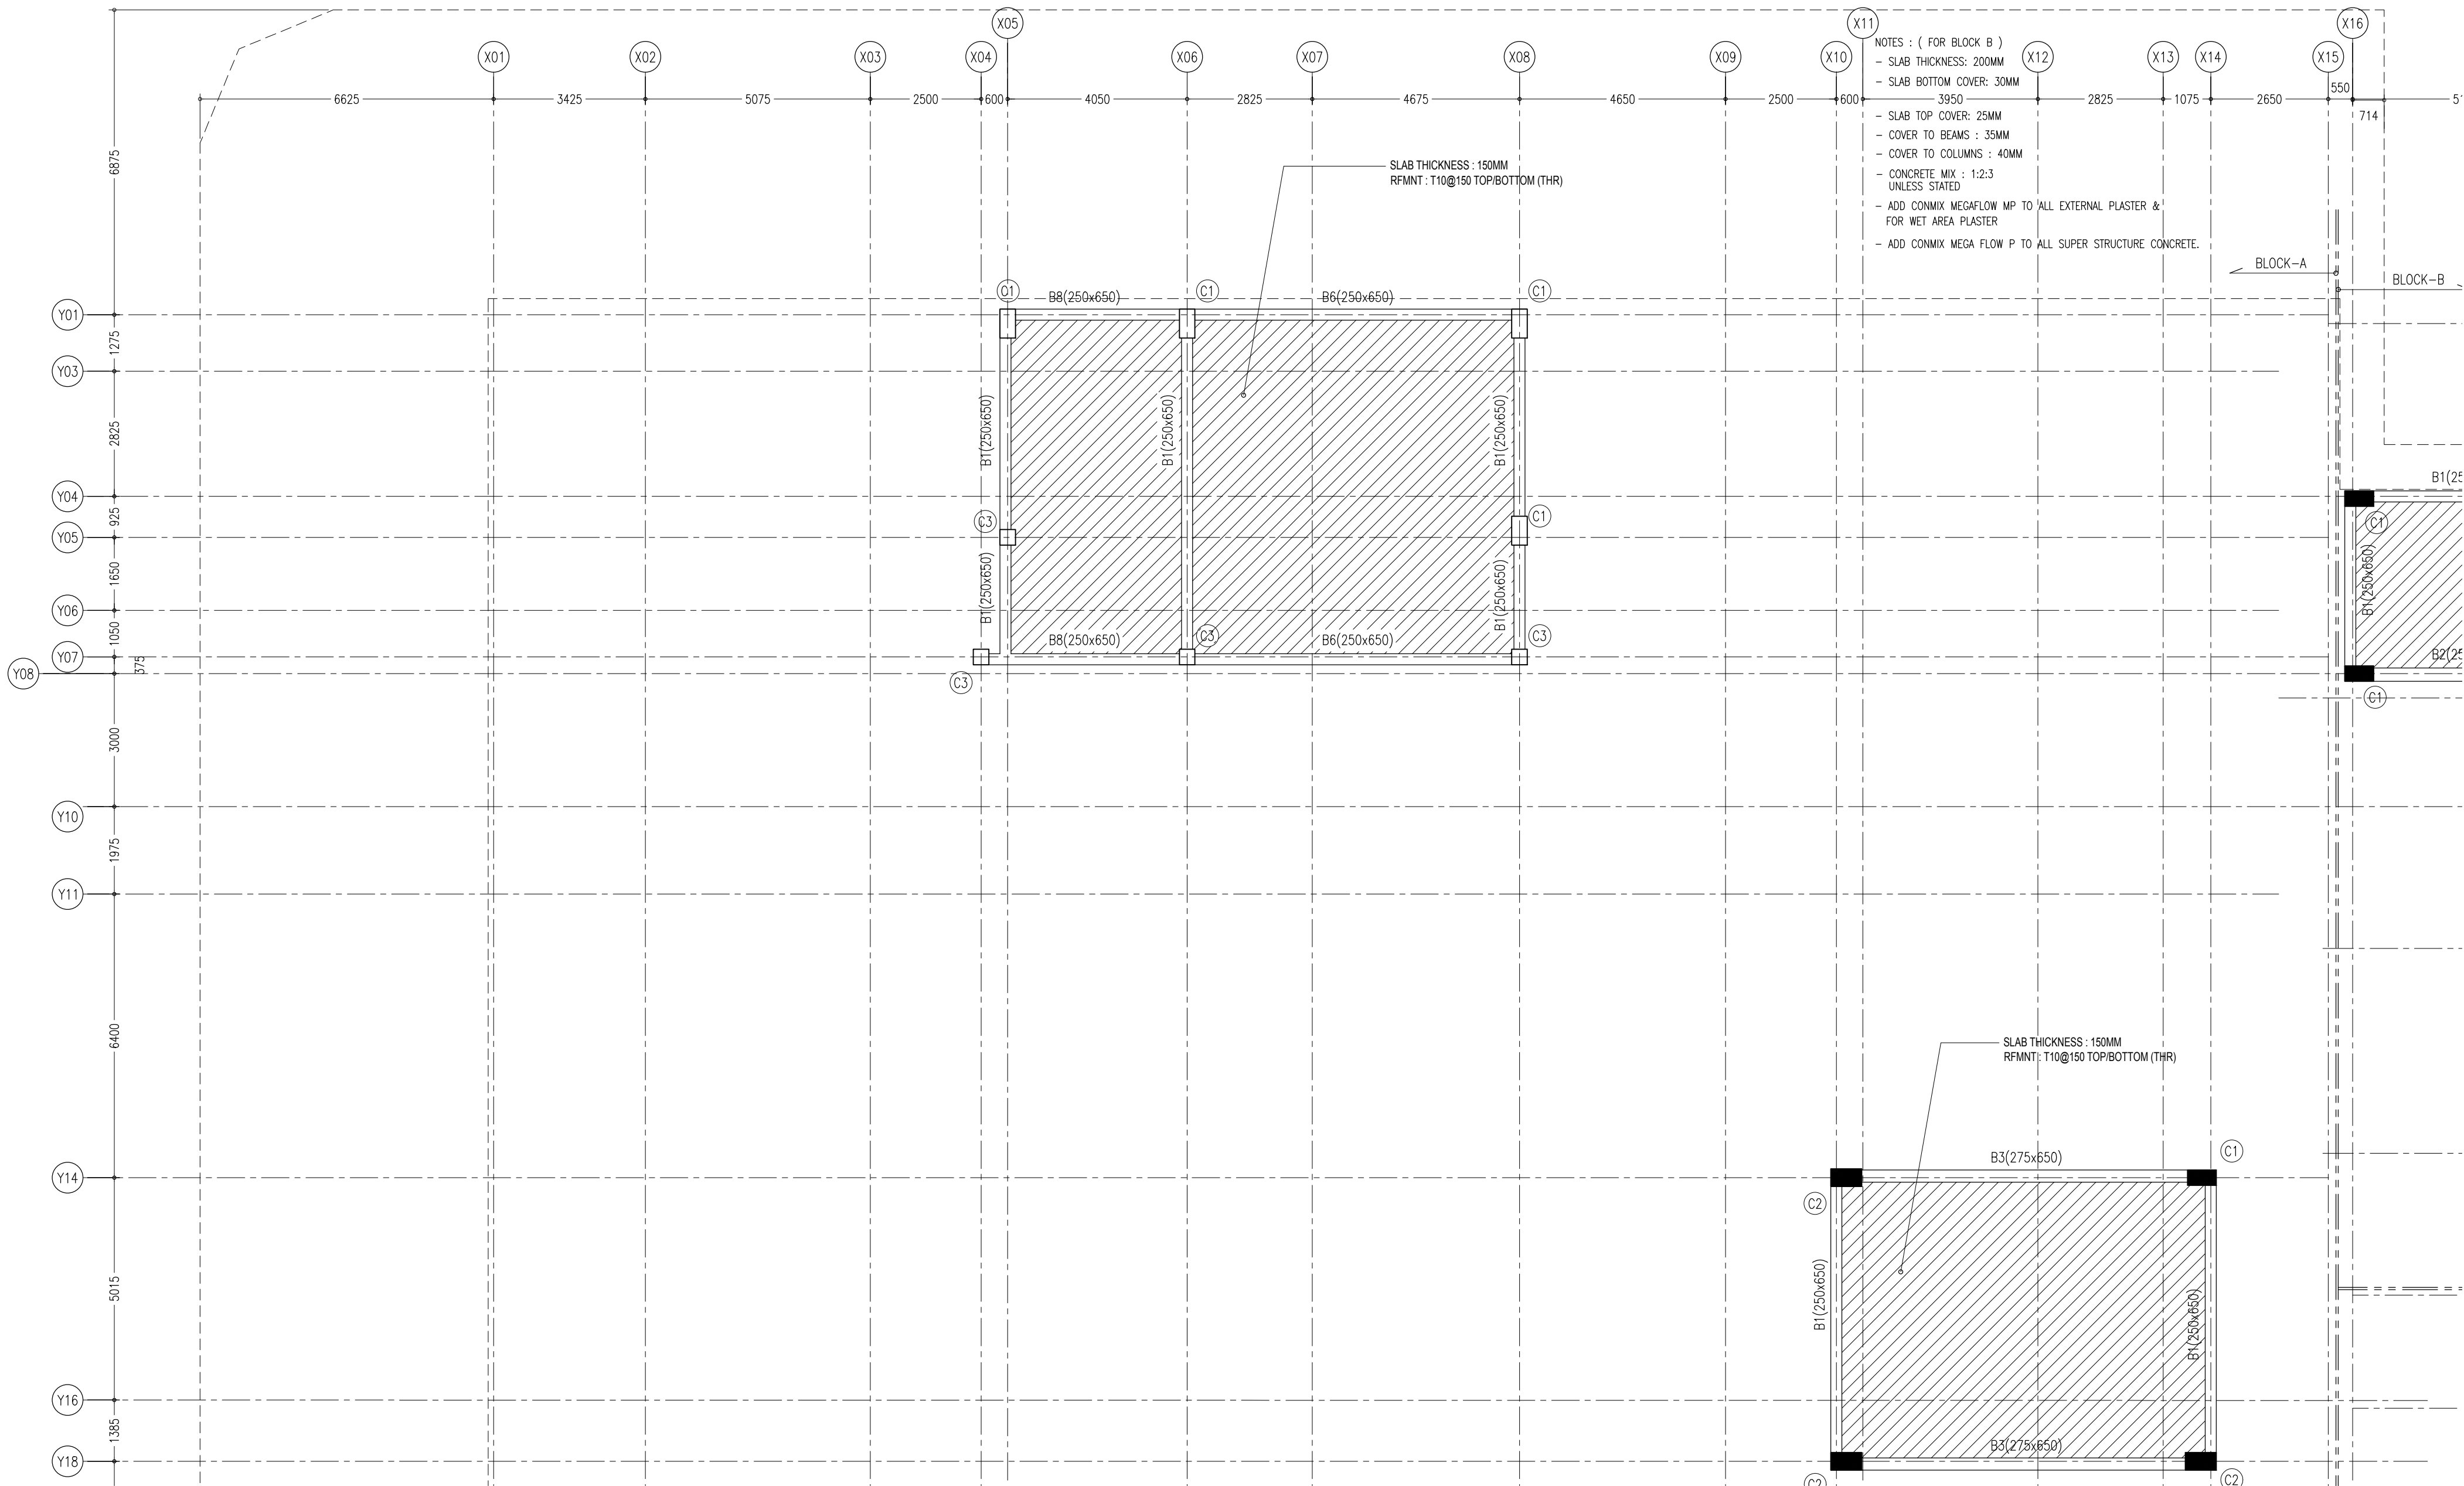 X05
X11
X16
X01
X02
X03
X04
X06
X07
X08
X09
X10
X12
X13
X14
X15
6625
3425
5075
2500
600
4050
2825
4675
4650
2500
600
3950
2825
1075
2650
550
714
NOTES : ( FOR BLOCK B )
- SLAB THICKNESS: 200MM
- SLAB BOTTOM COVER: 30MM
- SLAB TOP COVER: 25MM
- COVER TO BEAMS : 35MM
- COVER TO COLUMNS : 40MM
- CONCRETE MIX : 1:2:3
UNLESS STATED
- ADD CONMIX MEGAFLOW MP TO ALL EXTERNAL PLASTER &
FOR WET AREA PLASTER
- ADD CONMIX MEGA FLOW P TO ALL SUPER STRUCTURE CONCRETE.
SLAB THICKNESS : 150MM
RFMNT : T10@150 TOP/BOTTOM (THR)
BLOCK-A
BLOCK-B
6875
Y01
1275
Y03
2825
Y04
925
Y05
1650
Y06
1050
Y07
375
Y08
3000
Y10
1975
Y11
6400
Y14
5015
Y16
1385
Y18
B8(250x650)
C1
B6(250x650)
C1
B1(250x650)
B1(250x650)
B1(250x650)
C3
C1
B1(250x650)
B1(250x650)
B8(250x650)
C3
B6(250x650)
C3
C3
C1
B1(250x650)
C1
SLAB THICKNESS : 150MM
RFMNT : T10@150 TOP/BOTTOM (THR)
B3(275x650)
C1
C2
B1(250x650)
B1(250x650)
B3(275x650)
C2
C2